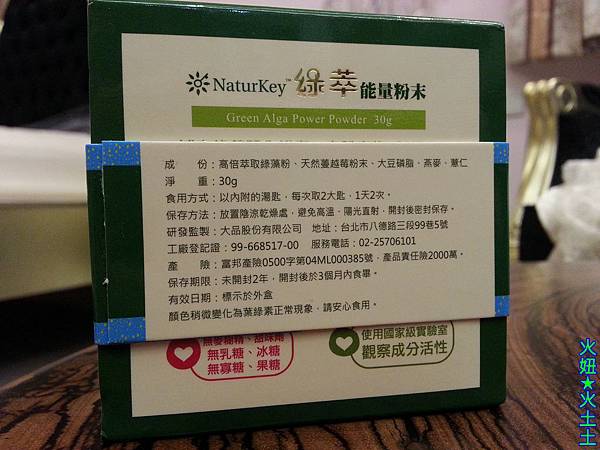 NaturKey™ 綠萃能量粉末
Green Alga Power Powder 30g
成　　份：高倍萃取綠藻粉、天然蔓越莓粉末、大豆磷脂、燕麥、薏仁
淨　　重：30g
食用方式：以內附的湯匙，每次取2大匙，1天2次。
保存方法：放置陰涼乾燥處，避免高溫、陽光直射，開封後密封保存。
研發監製：大品股份有限公司　地址：台北市八德路三段99巷5號
工廠登記證：99-668517-00　服務電話：02-25706101
產　　險：富邦產險0500字第04ML000385號，產品責任險2000萬。
保存期限：未開封2年，開封後於3個月內食畢。
有效日期：標示於外盒
顏色稍微變化為葉綠素正常現象，請安心食用。
無麥糊精、甜味劑
無乳糖、冰糖
無寡糖、果糖
使用國家級實驗室
觀察成分活性
火妞★火土土